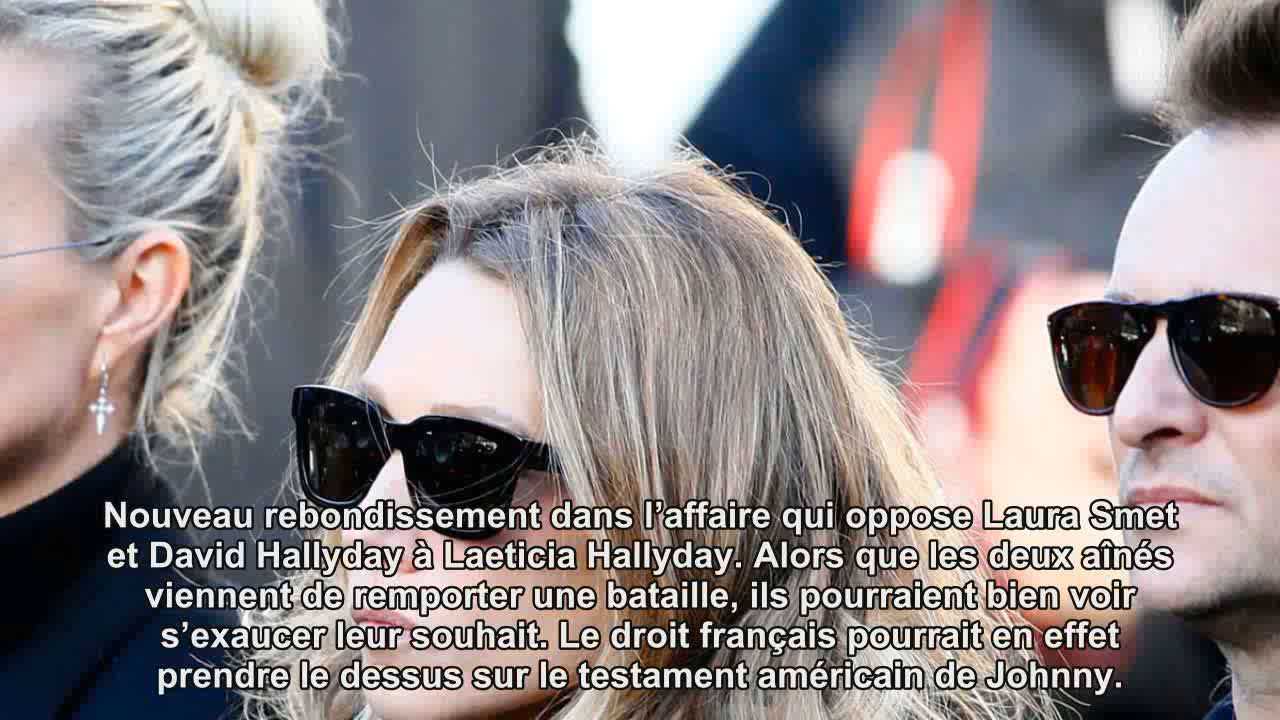 Nouveau rebondissement dans l’affaire qui oppose Laura Smet
et David Hallyday à Laeticia Hallyday. Alors que les deux aînés
viennent de remporter une bataille, ils pourraient bien voir
s’exaucer leur souhait. Le droit français pourrait en effet
prendre le dessus sur le testament américain de Johnny.